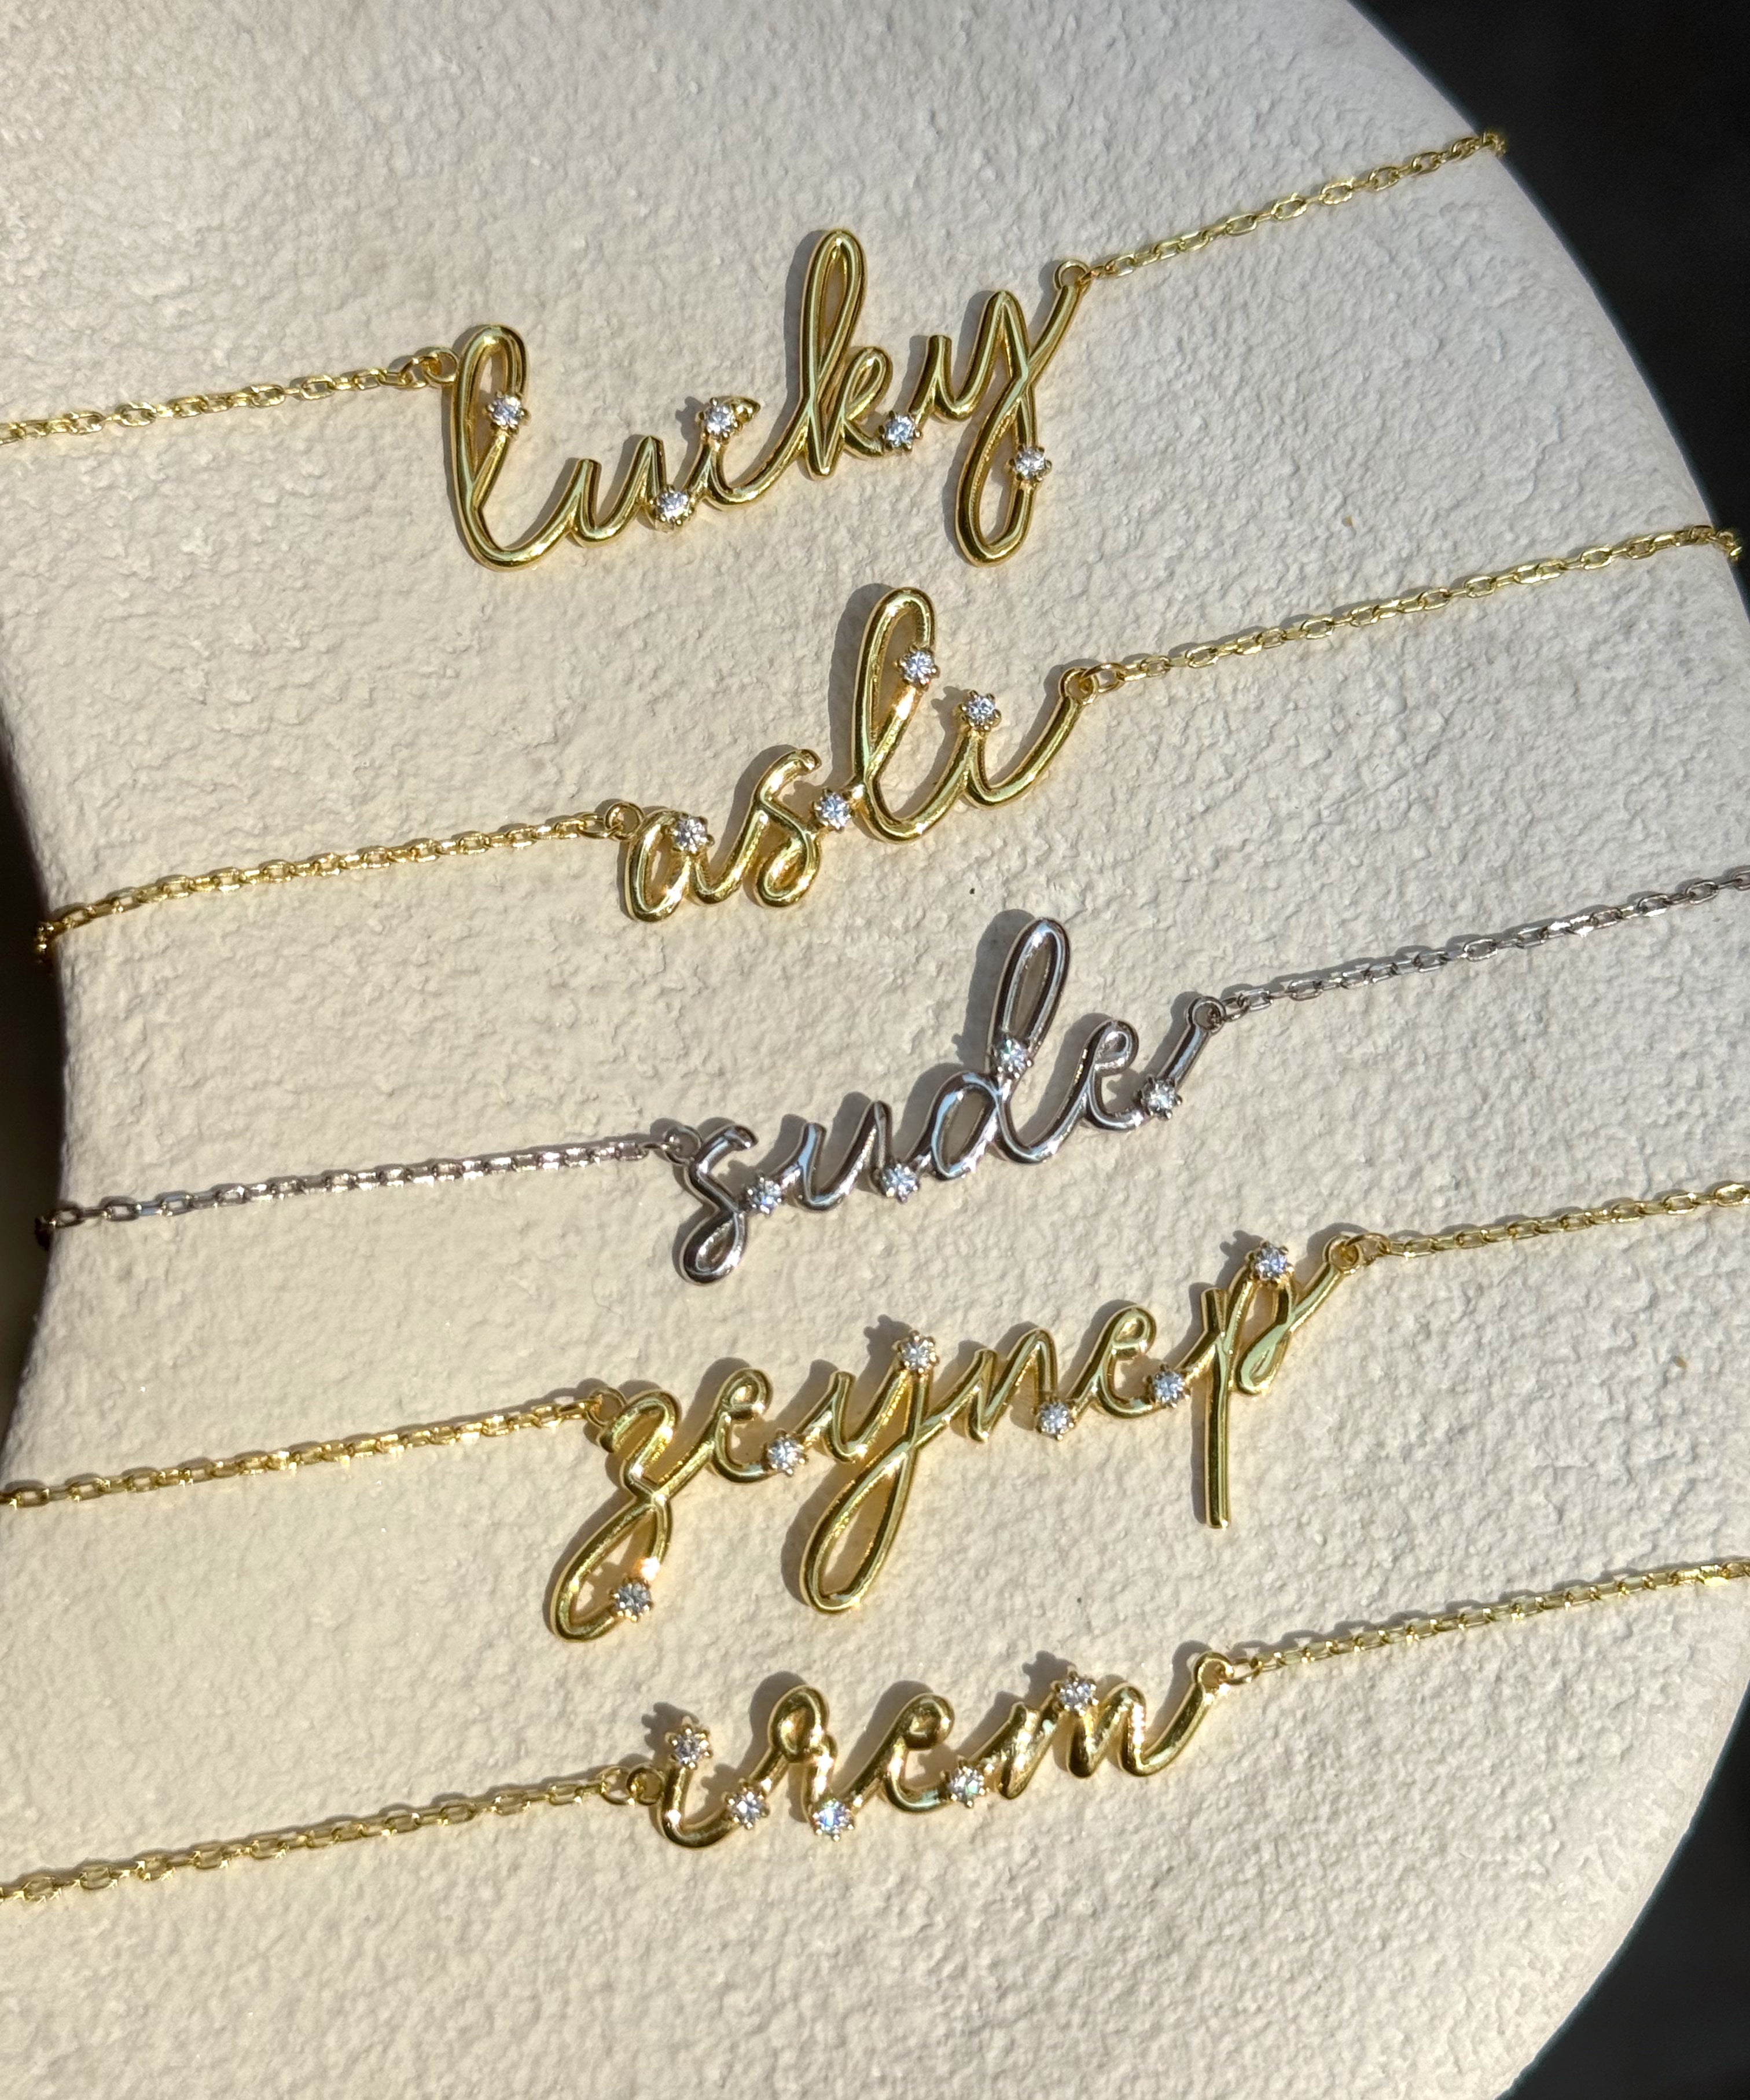 lucky
asli
sude
zeynep
irem